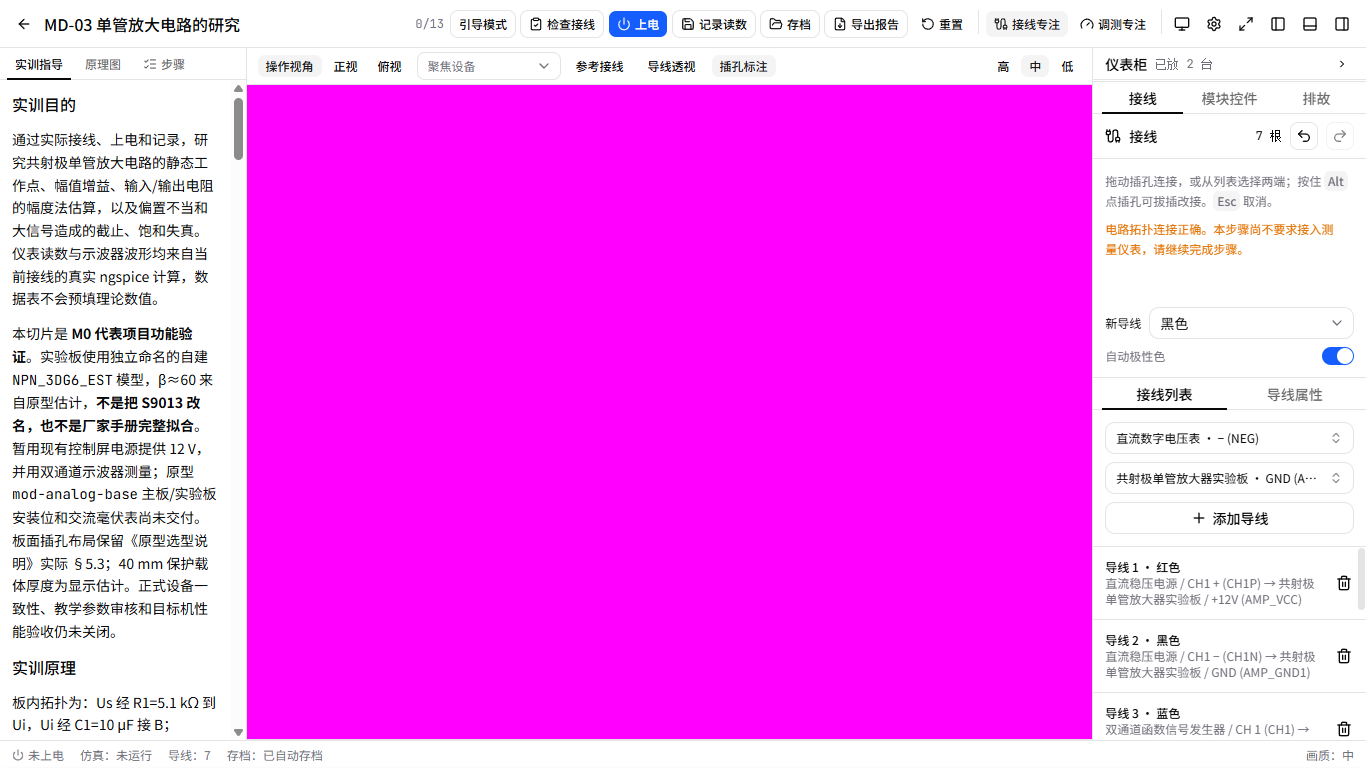 MD-03 单管放大电路的研究
0/13
引导模式
检查接线
上电
记录读数
存档
导出报告
重置
接线专注
调测专注
实训指导
原理图
步骤
操作视角
正视
俯视
聚焦设备
参考接线
导线透视
插孔标注
高
中
低
仪表柜 已放 2 台
实训目的
通过实际接线、上电和记录，研
究共射极单管放大电路的静态工
作点、幅值增益、输入/输出电阻
的幅度法估算，以及偏置不当和
大信号造成的截止、饱和失真。
仪表读数与示波器波形均来自当
前接线的真实 ngspice 计算，数
据表不会预填理论数值。
本切片是 M0 代表项目功能验
证。实验板使用独立命名的自建
NPN_3DG6_EST 模型，β≈60 来
自原型估计，不是把 S9013 改
名，也不是厂家手册完整拟合。
暂用现有控制屏电源提供 12 V，
并用双通道示波器测量；原型
mod-analog-base 主板/实验板
安装位和交流毫伏表尚未交付。
板面插孔布局保留《原型选型说
明》实际 §5.3；40 mm 保护载
体厚度为显示估计。正式设备一
致性、教学参数审核和目标机性
能验收仍未关闭。
实训原理
板内拓扑为：Us 经 R1=5.1 kΩ 到
Ui，Ui 经 C1=10 μF 接 B；
接线
模块控件
排故
接线
7 根
拖动插孔连接，或从列表选择两端；按住 Alt
点插孔可拔插改接。 Esc 取消。
电路拓扑连接正确。本步骤尚不要求接入测
量仪表，请继续完成步骤。
新导线
黑色
自动极性色
接线列表
导线属性
直流数字电压表 · − (NEG)
共射极单管放大器实验板 · GND (A⋯
添加导线
导线 1 · 红色
直流稳压电源 / CH1 + (CH1P) → 共射极
单管放大器实验板 / +12V (AMP_VCC)
导线 2 · 黑色
直流稳压电源 / CH1 − (CH1N) → 共射极
单管放大器实验板 / GND (AMP_GND1)
导线 3 · 蓝色
双通道函数信号发生器 / CH 1 (CH1) →
未上电
仿真：未运行
导线：7
存档：已自动存档
画质：中